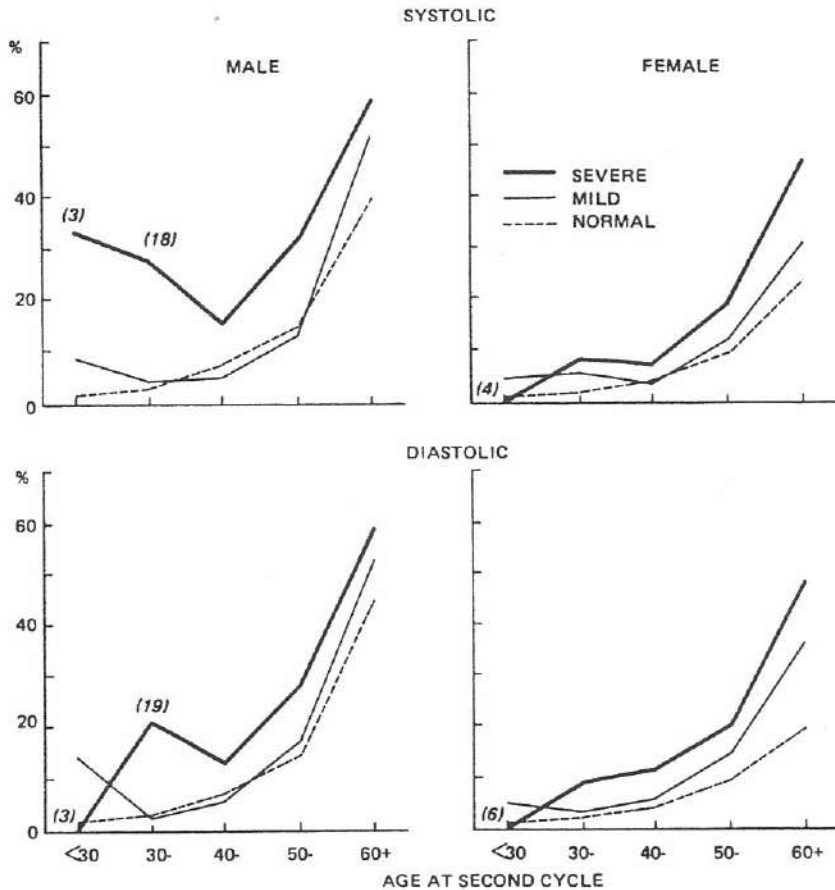 SYSTOLIC
%
MALE
FEMALE
60
40
20
0
(3)
(18)
SEVERE
MILD
NORMAL
(4)
DIASTOLIC
%
60
40
20
0
(19)
(3)
(6)
<30 30- 40- 50- 60+
<30 30- 40- 50- 60+
AGE AT SECOND CYCLE